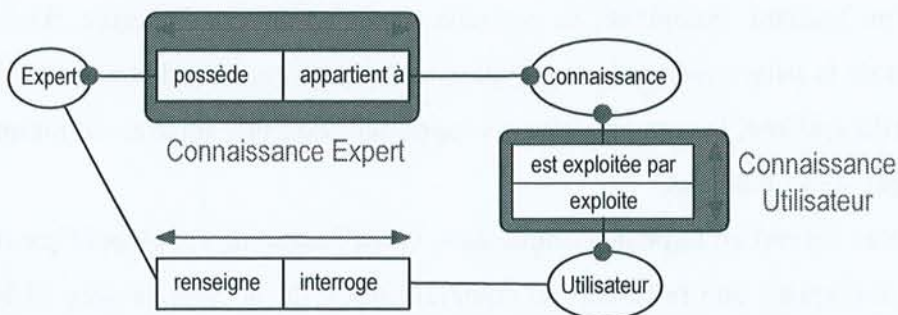 Expert
possède
appartient à
Connaissance
Connaissance Expert
est exploitée par
exploite
Connaissance
Utilisateur
renseigne
interroge
Utilisateur